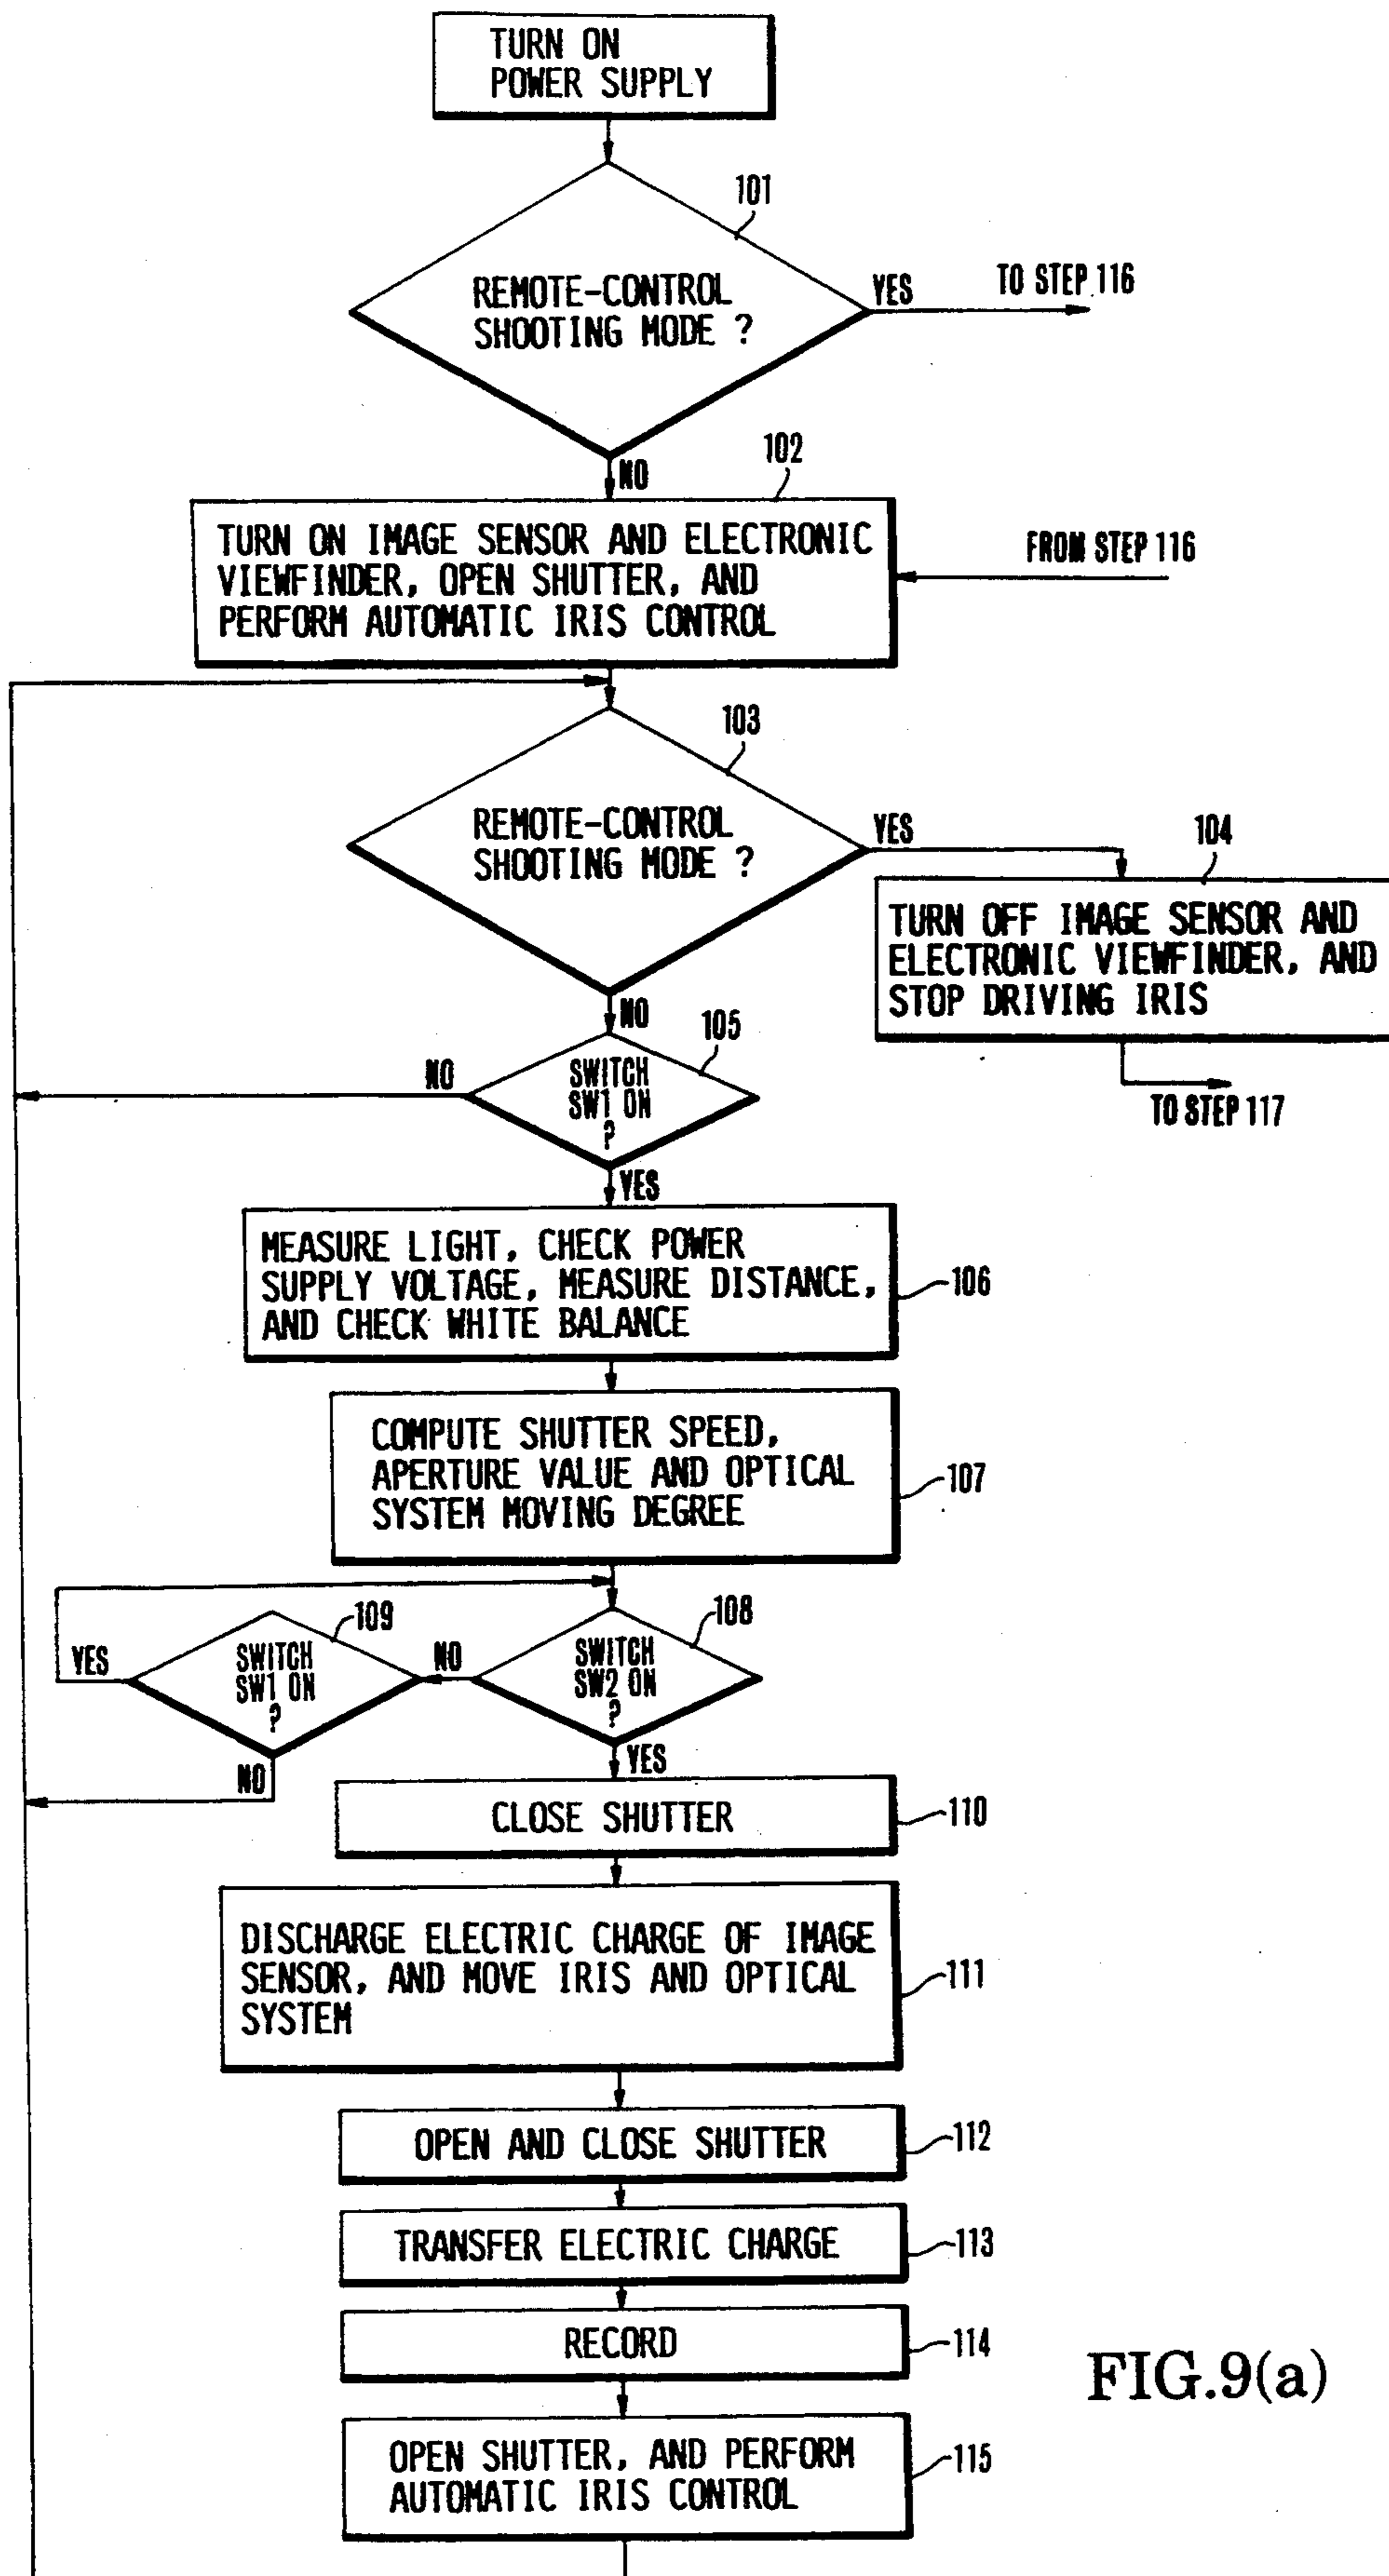 TURN ON
POWER SUPPLY
101
REMOTE-CONTROL
SHOOTING MODE ?
YES
TO STEP 116
NO
102
TURN ON IMAGE SENSOR AND ELECTRONIC
VIEWFINDER, OPEN SHUTTER, AND
PERFORM AUTOMATIC IRIS CONTROL
FROM STEP 116
103
REMOTE-CONTROL
SHOOTING MODE ?
YES
104
TURN OFF IMAGE SENSOR AND
ELECTRONIC VIEWFINDER, AND
STOP DRIVING IRIS
TO STEP 117
NO
105
SWITCH
SW1 ON
?
NO
YES
MEASURE LIGHT, CHECK POWER
SUPPLY VOLTAGE, MEASURE DISTANCE,
AND CHECK WHITE BALANCE
106
COMPUTE SHUTTER SPEED,
APERTURE VALUE AND OPTICAL
SYSTEM MOVING DEGREE
107
108
SWITCH
SW2 ON
?
NO
109
SWITCH
SW1 ON
?
YES
NO
YES
CLOSE SHUTTER
110
DISCHARGE ELECTRIC CHARGE OF IMAGE
SENSOR, AND MOVE IRIS AND OPTICAL
SYSTEM
111
OPEN AND CLOSE SHUTTER
112
TRANSFER ELECTRIC CHARGE
113
RECORD
114
OPEN SHUTTER, AND PERFORM
AUTOMATIC IRIS CONTROL
115
FIG.9(a)